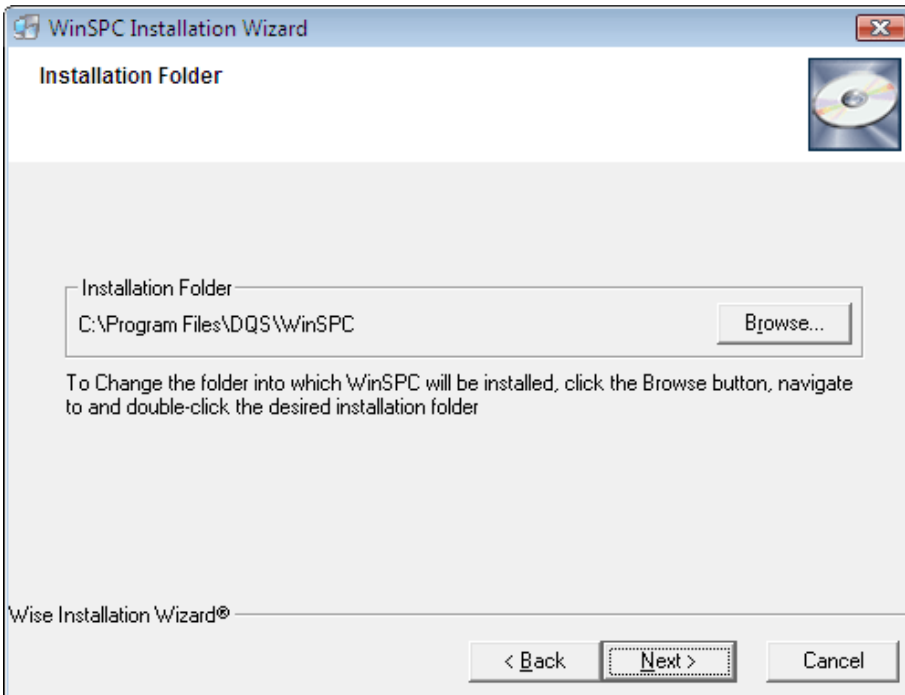 WinSPC Installation Wizard
Installation Folder
Installation Folder
C:\Program Files\DQS\WinSPC
Browse...
To Change the folder into which WinSPC will be installed, click the Browse button, navigate
to and double-click the desired installation folder
Wise Installation Wizard®
< Back
Next >
Cancel